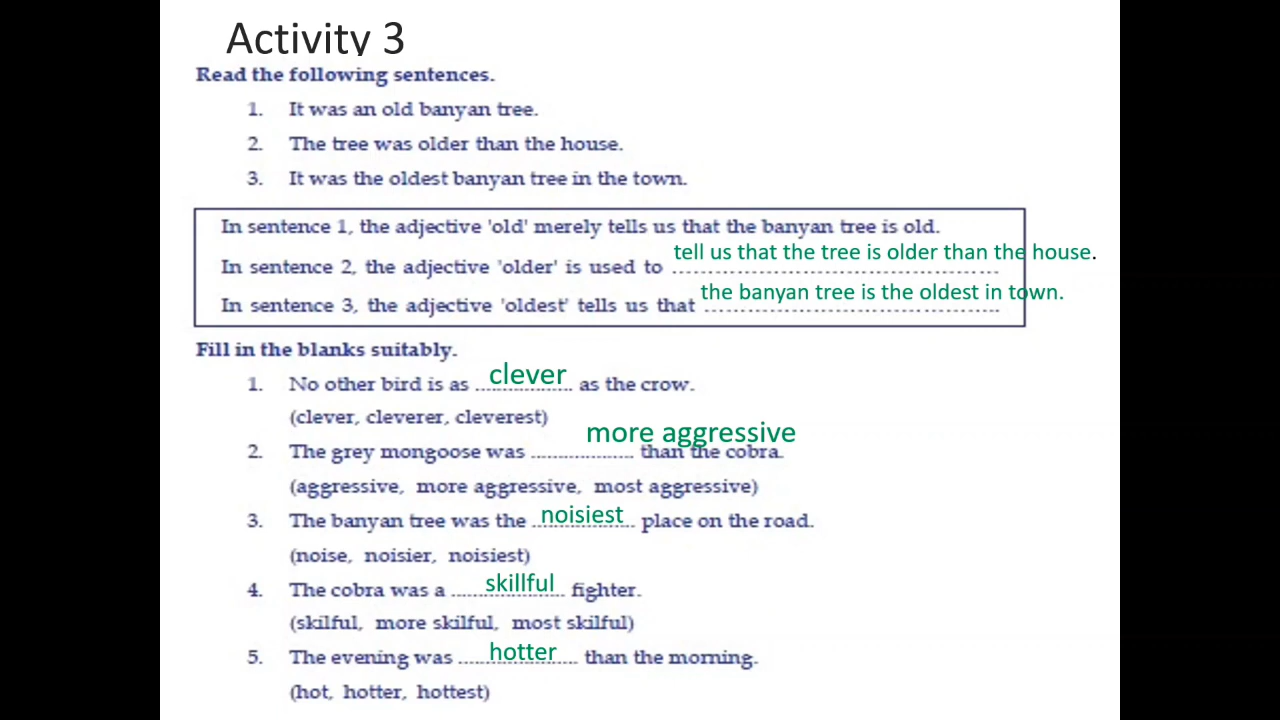 Activity 3
Read the following sentences.
1. It was an old banyan tree.
2. The tree was older than the house.
3. It was the oldest banyan tree in the town.
In sentence 1, the adjective 'old' merely tells us that the banyan tree is old.
tell us that the tree is older than the house.
In sentence 2, the adjective 'older' is used to ......................................
the banyan tree is the oldest in town.
In sentence 3, the adjective 'oldest' tells us that ......................................
Fill in the blanks suitably.
1. No other bird is as ...clever... as the crow.
(clever, cleverer, cleverest)
more aggressive
2. The grey mongoose was .................... than the cobra.
(aggressive, more aggressive, most aggressive)
3. The banyan tree was the ...noisiest... place on the road.
(noise, noisier, noisiest)
4. The cobra was a ...skillful... fighter.
(skilful, more skilful, most skilful)
5. The evening was ...hotter... than the morning.
(hot, hotter, hottest)